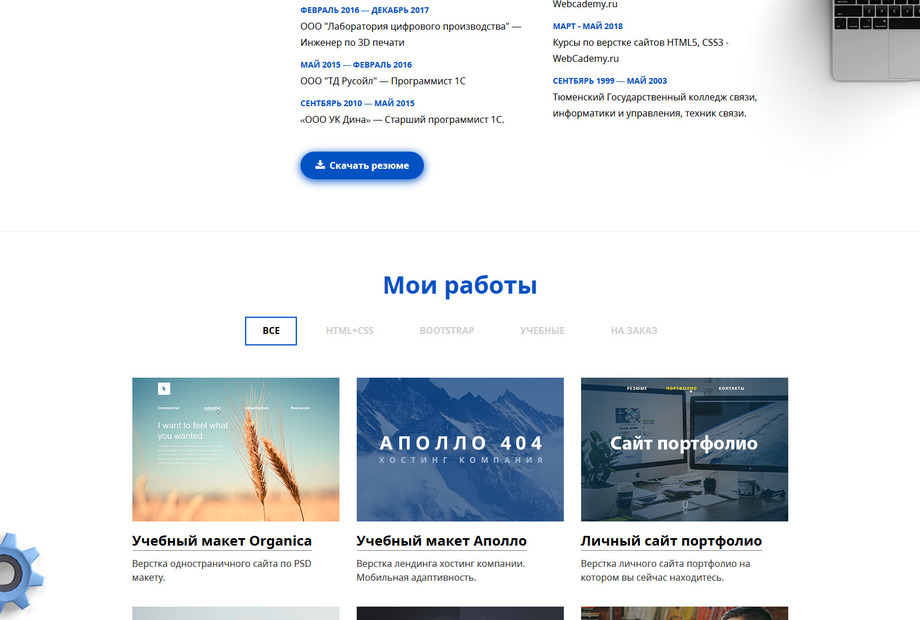 ФЕВРАЛЬ 2016 — ДЕКАБРЬ 2017
ООО "Лаборатория цифрового производства" —
Инженер по 3D печати
МАЙ 2015 — ФЕВРАЛЬ 2016
ООО "ТД Русойл" — Программист 1С
СЕНТБЯРЬ 2010 — МАЙ 2015
«ООО УК Дина» — Старший программист 1С.
Webcademy.ru
МАРТ - МАЙ 2018
Курсы по верстке сайтов HTML5, CSS3 -
WebCademy.ru
СЕНТЯБРЬ 1999 — МАЙ 2003
Тюменский Государственный колледж связи,
информатики и управления, техник связи.
Скачать резюме
Мои работы
ВСЕ
HTML+CSS
BOOTSTRAP
УЧЕБНЫЕ
НА ЗАКАЗ
Commercial
Industrial
Resources
I want to feel what
you wanted.
АПОЛЛО 404
ХОСТИНГ КОМПАНИЯ
РЕЗЮМЕ
ПОРТФОЛИО
КОНТАКТЫ
Сайт портфолио
Учебный макет Organica
Верстка одностраничного сайта по PSD
макету.
Учебный макет Аполло
Верстка лендинга хостинг компании.
Мобильная адаптивность.
Личный сайт портфолио
Верстка личного сайта портфолио на
котором вы сейчас находитесь.